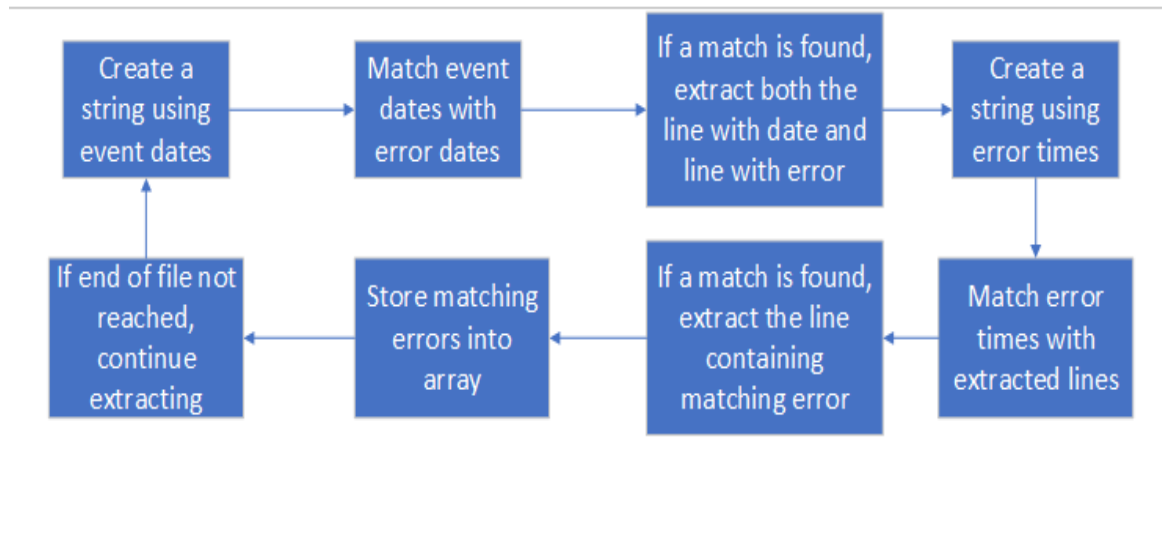 Create a
string using
event dates
Match event
dates with
error dates
If a match is found,
extract both the
line with date and
line with error
Create a
string using
error times
Match error
times with
extracted lines
If a match is found,
extract the line
containing
matching error
Store matching
errors into
array
If end of file not
reached,
continue
extracting